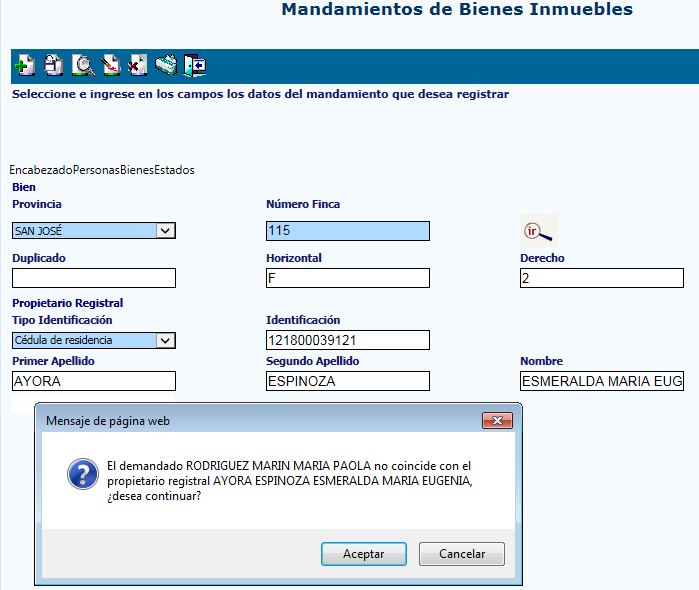 Mandamientos de Bienes Inmuebles
Seleccione e ingrese en los campos los datos del mandamiento que desea registrar
EncabezadoPersonasBienesEstados
Bien
Provincia Número Finca
SAN JOSÉ 115 ir
Duplicado Horizontal Derecho
F 2
Propietario Registral
Tipo Identificación Identificación
Cédula de residencia 121800039121
Primer Apellido Segundo Apellido Nombre
AYORA ESPINOZA ESMERALDA MARIA EUG
Mensaje de página web
El demandado RODRIGUEZ MARIN MARIA PAOLA no coincide con el
propietario registral AYORA ESPINOZA ESMERALDA MARIA EUGENIA,
¿desea continuar?
Aceptar Cancelar